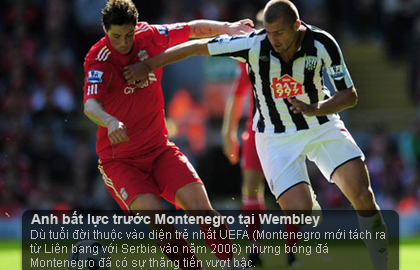 Anh bất lực trước Montenegro tại Wembley
Dù tuổi đời thuộc vào diện trẻ nhất UEFA (Montenegro mới tách ra
từ Liên bang với Serbia vào năm 2006) nhưng bóng đá
Montenegro đã có sự thăng tiến vượt bậc.